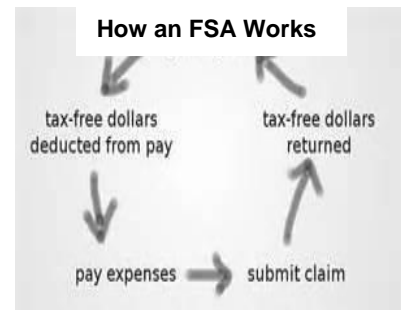 How an FSA Works
tax-free dollars
deducted from pay
tax-free dollars
returned
pay expenses
submit claim